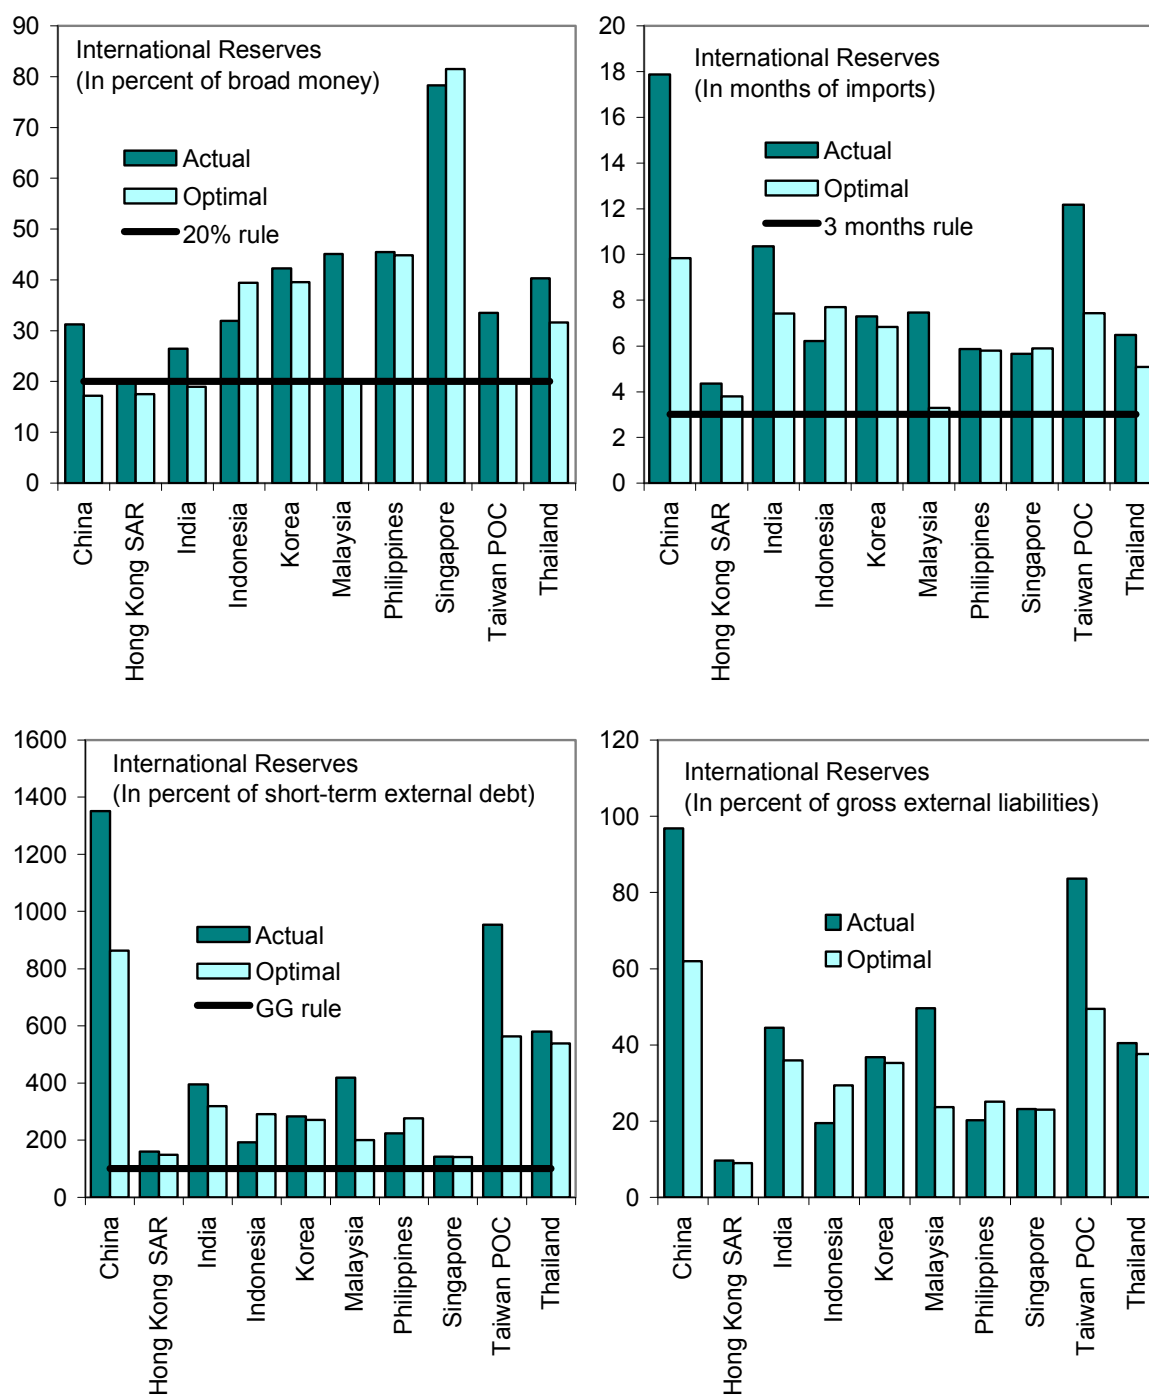 International Reserves
(In percent of broad money)
Actual
Optimal
20% rule
90
80
70
60
50
40
30
20
10
0
China
Hong Kong SAR
India
Indonesia
Korea
Malaysia
Philippines
Singapore
Taiwan POC
Thailand
International Reserves
(In months of imports)
Actual
Optimal
3 months rule
20
18
16
14
12
10
8
6
4
2
0
China
Hong Kong SAR
India
Indonesia
Korea
Malaysia
Philippines
Singapore
Taiwan POC
Thailand
International Reserves
(In percent of short-term external debt)
Actual
Optimal
GG rule
1600
1400
1200
1000
800
600
400
200
0
China
Hong Kong SAR
India
Indonesia
Korea
Malaysia
Philippines
Singapore
Taiwan POC
Thailand
International Reserves
(In percent of gross external liabilities)
Actual
Optimal
120
100
80
60
40
20
0
China
Hong Kong SAR
India
Indonesia
Korea
Malaysia
Philippines
Singapore
Taiwan POC
Thailand